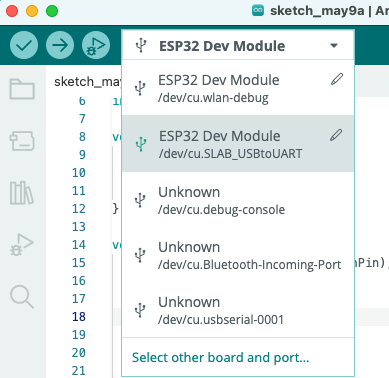 sketch_may9a | A
ESP32 Dev Module
sketch_may
ESP32 Dev Module
/dev/cu.wlan-debug
ESP32 Dev Module
/dev/cu.SLAB_USBtoUART
Unknown
/dev/cu.debug-console
Unknown
/dev/cu.Bluetooth-Incoming-Port
Unknown
/dev/cu.usbserial-0001
Select other board and port...
6 in
7
8 vo
9
10
11
12 }
13
14 vo
15 nPin),
16
17
18
19
20
21